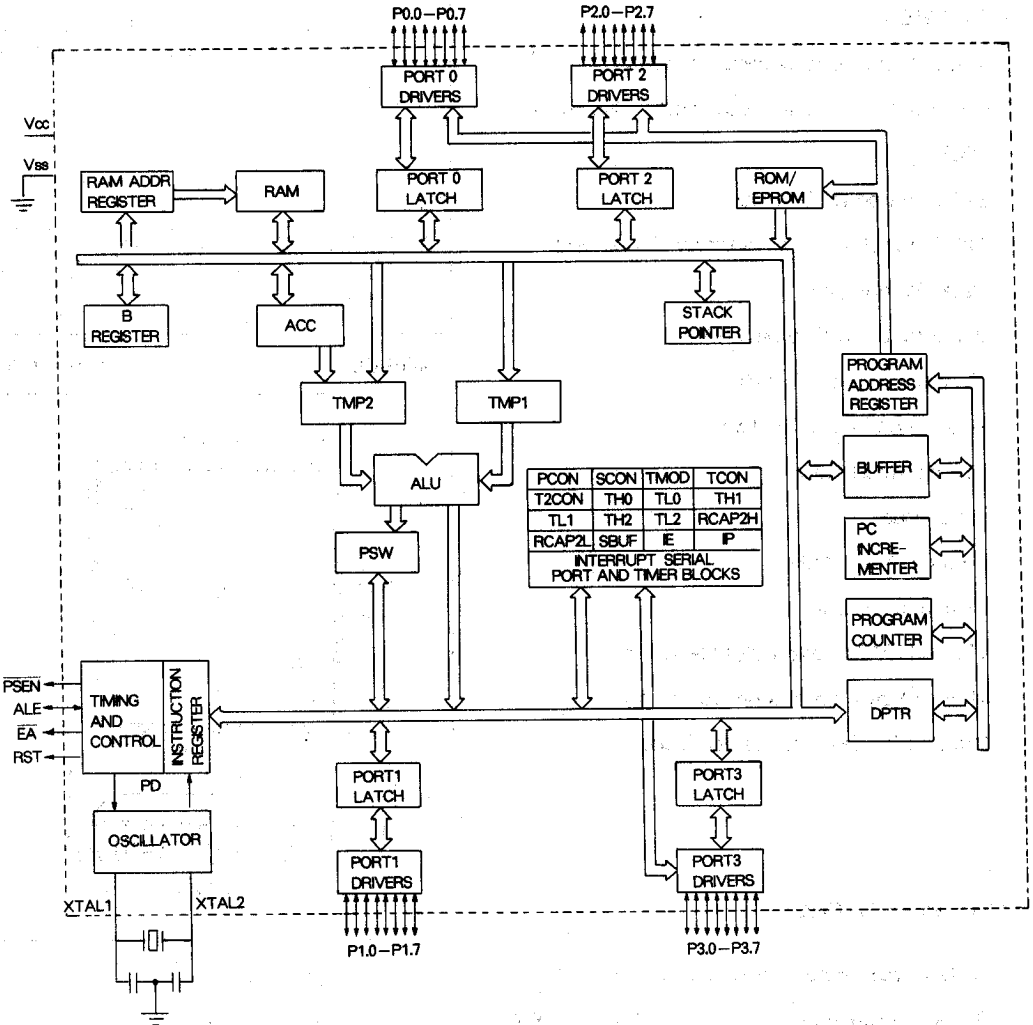 P0.0–P0.7
P2.0–P2.7
PORT 0
DRIVERS
PORT 2
DRIVERS
Vcc
Vss
RAM ADDR
REGISTER
RAM
PORT 0
LATCH
PORT 2
LATCH
ROM/
EPROM
B
REGISTER
ACC
STACK
POINTER
PROGRAM
ADDRESS
REGISTER
TMP2
TMP1
ALU
BUFFER
PCON SCON TMOD TCON
T2CON TH0 TL0 TH1
TL1 TH2 TL2 RCAP2H
RCAP2L SBUF IE IP
INTERRUPT SERIAL
PORT AND TIMER BLOCKS
PSW
PC
INCRE-
MENTER
PROGRAM
COUNTER
PSEN
ALE
EA
RST
TIMING
AND
CONTROL
INSTRUCTION
REGISTER
DPTR
PD
OSCILLATOR
PORT1
LATCH
PORT3
LATCH
PORT1
DRIVERS
PORT3
DRIVERS
XTAL1
XTAL2
P1.0–P1.7
P3.0–P3.7